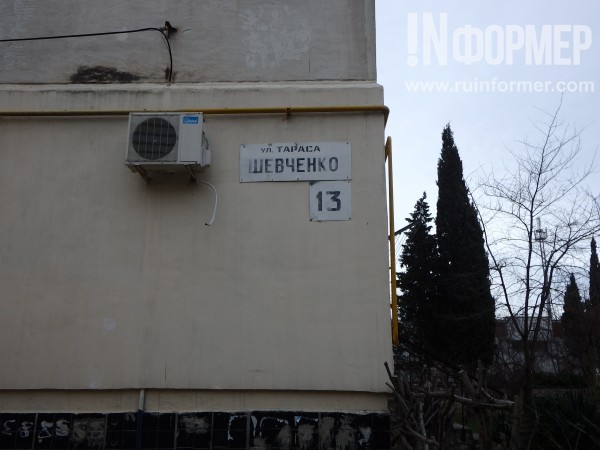 !NФОРМЕР
www.ruinformer.com
УЛ. ТАРАСА
ШЕВЧЕНКО
13